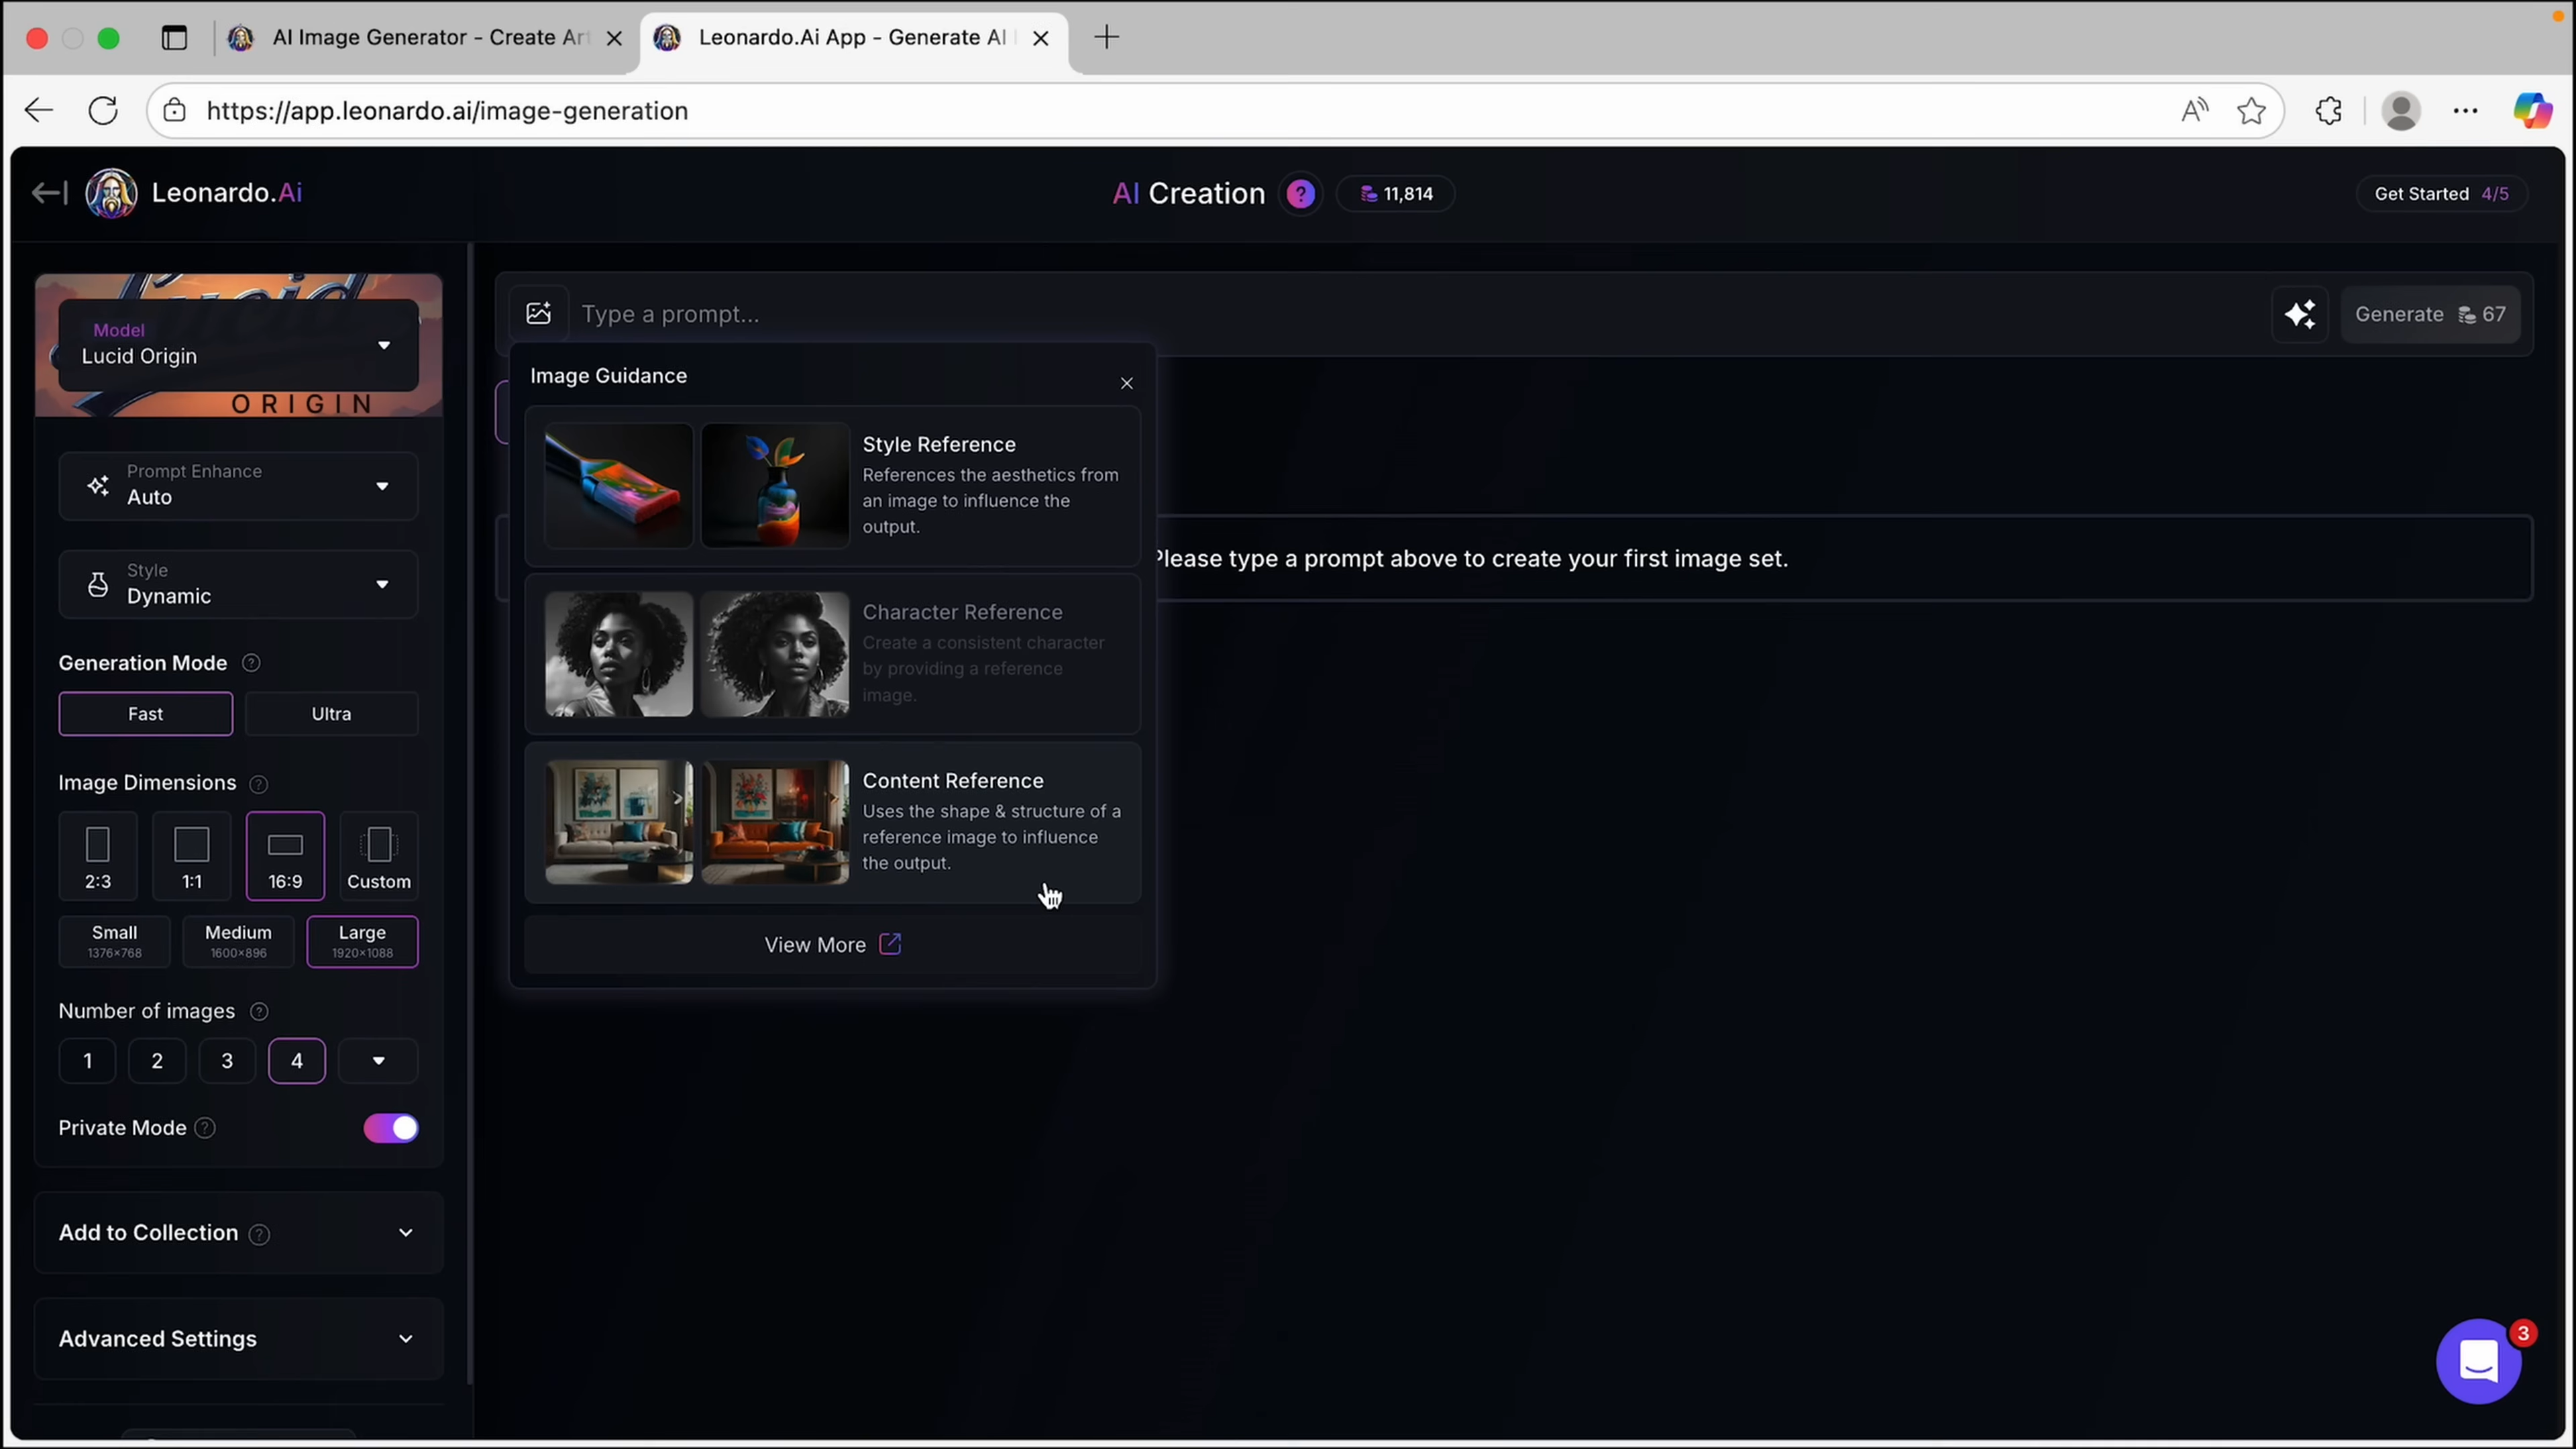 AI Image Generator - Create Art
Leonardo.Ai App - Generate AI
https://app.leonardo.ai/image-generation
Leonardo.Ai
AI Creation ? 11,814
Get Started 4/5
Lucid
Model
Lucid Origin
ORIGIN
Type a prompt...
Generate 67
Image Guidance
Style Reference
References the aesthetics from
an image to influence the
output.
Character Reference
Create a consistent character
by providing a reference
image.
Content Reference
Uses the shape & structure of a
reference image to influence
the output.
View More
Please type a prompt above to create your first image set.
Prompt Enhance
Auto
Style
Dynamic
Generation Mode ?
Fast
Ultra
Image Dimensions ?
2:3
1:1
16:9
Custom
Small
1376×768
Medium
1600×896
Large
1920×1088
Number of images ?
1
2
3
4
Private Mode ?
Add to Collection ?
Advanced Settings
3